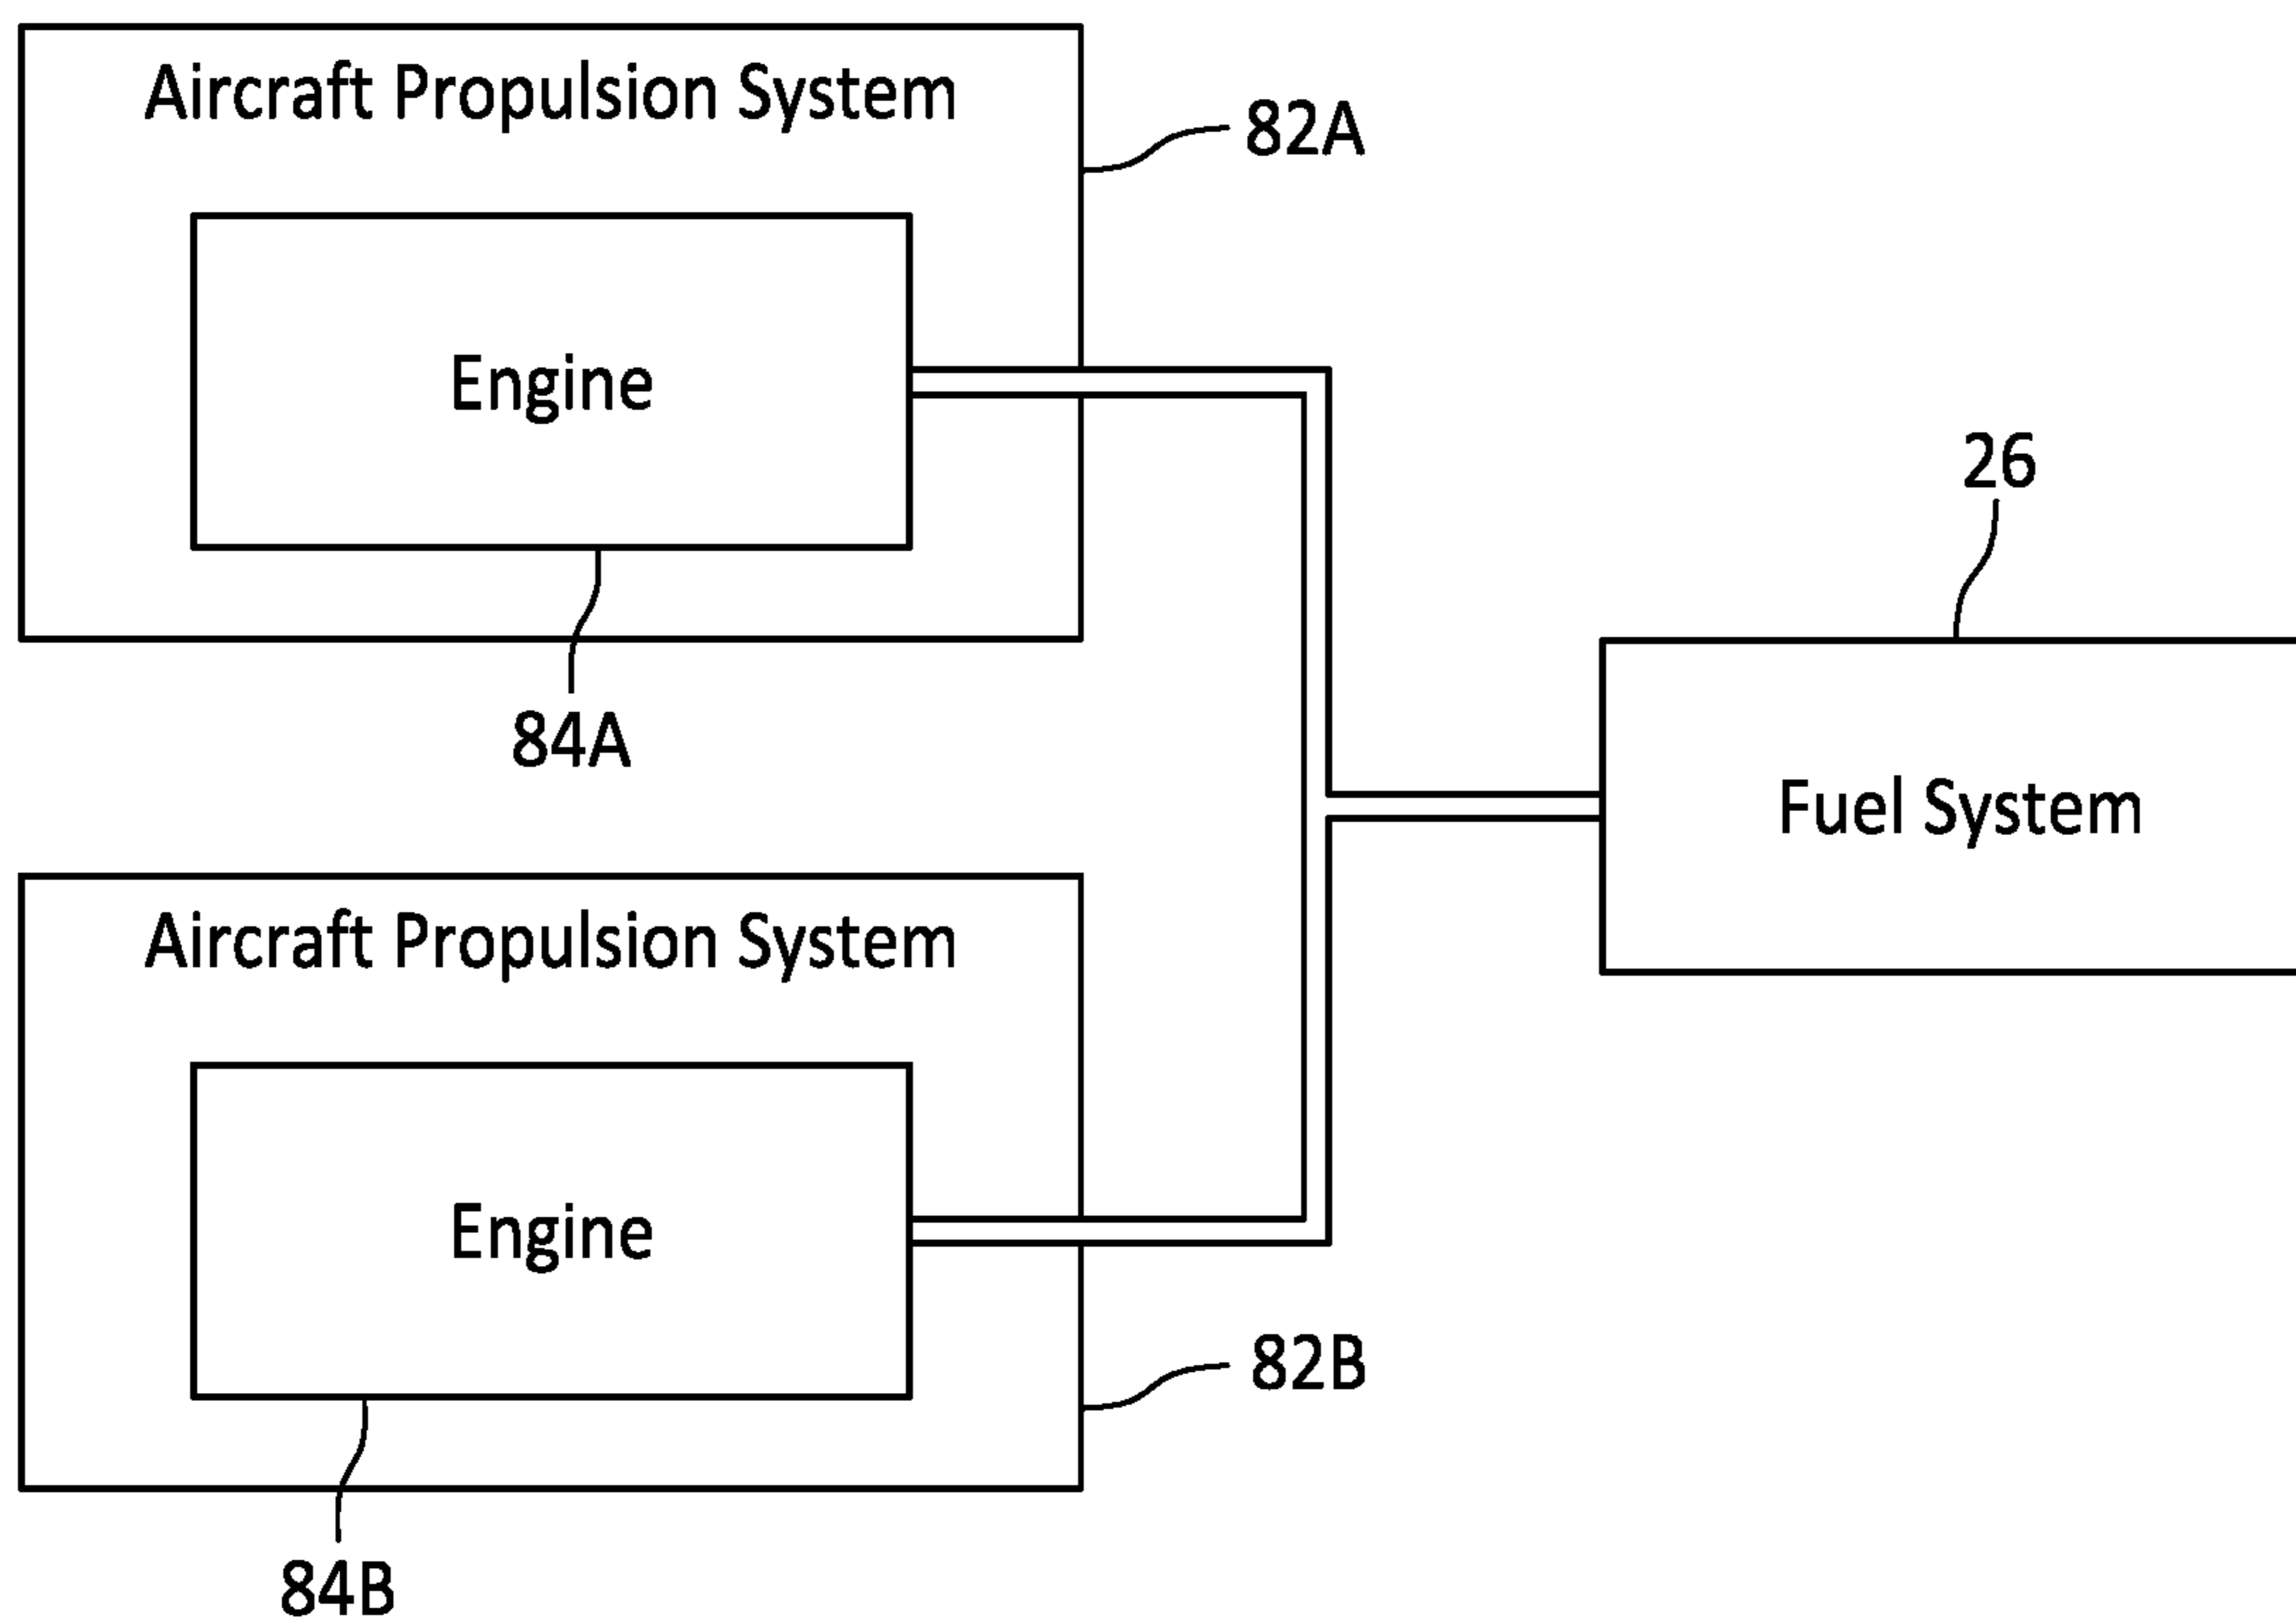 Aircraft Propulsion System
82A
Engine
84A
26
Fuel System
Aircraft Propulsion System
Engine
82B
84B